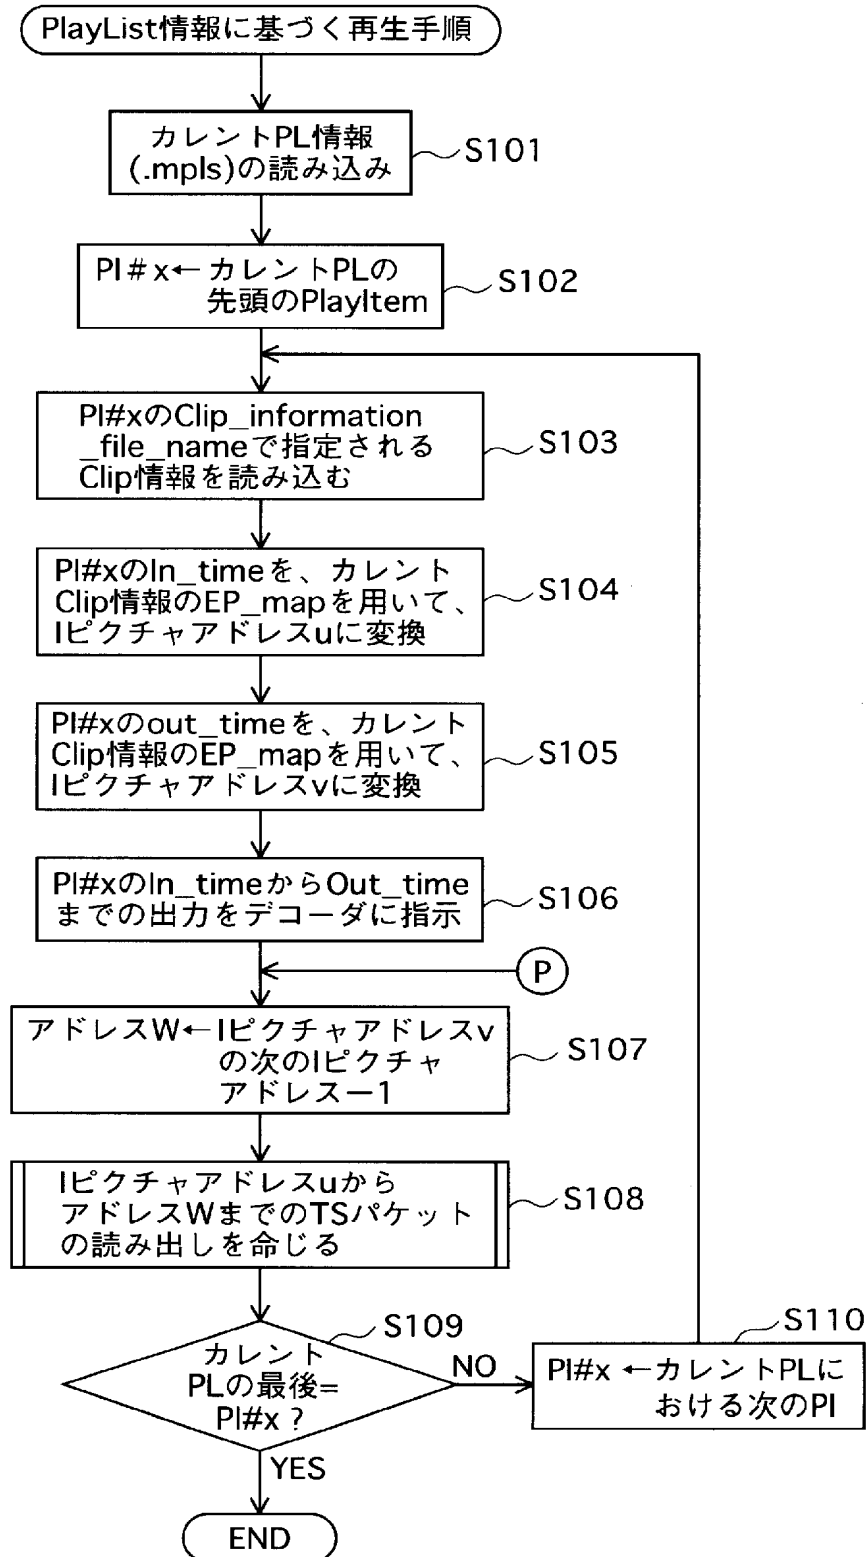 PlayList情報に基づく再生手順
カレントPL情報
(.mpls)の読み込み
S101
PI#x←カレントPLの
先頭のPlayItem
S102
PI#xのClip_information
_file_nameで指定される
Clip情報を読み込む
S103
PI#xのIn_timeを、カレント
Clip情報のEP_mapを用いて、
Iピクチャアドレスuに変換
S104
PI#xのout_timeを、カレント
Clip情報のEP_mapを用いて、
Iピクチャアドレスvに変換
S105
PI#xのIn_timeからOut_time
までの出力をデコーダに指示
S106
P
アドレスW←Iピクチャアドレスv
の次のIピクチャ
アドレスー1
S107
Iピクチャアドレスuから
アドレスWまでのTSパケット
の読み出しを命じる
S108
カレント
PLの最後=
PI#x?
S109
NO
PI#x ←カレントPLに
おける次のPI
S110
YES
END